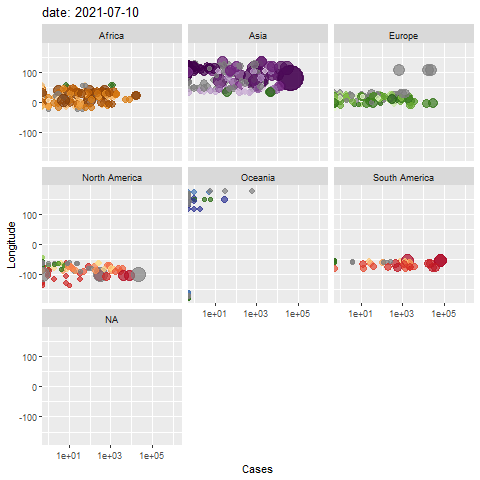 date: 2021-07-10
Africa
Asia
Europe
100
0
-100
North America
Oceania
South America
100
0
-100
1e+01
1e+03
1e+05
1e+01
1e+03
1e+05
NA
100
0
-100
1e+01
1e+03
1e+05
Longitude
Cases